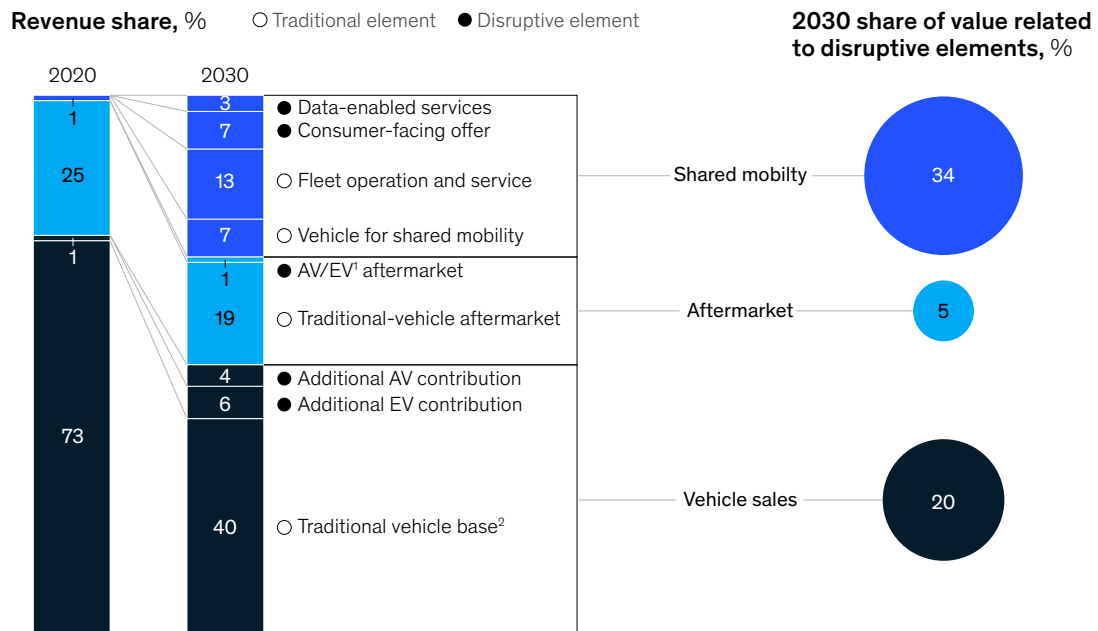 Revenue share, %
Traditional element
Disruptive element
2030 share of value related
to disruptive elements, %
2020
2030
1
25
1
73
3
Data-enabled services
7
Consumer-facing offer
13
Fleet operation and service
7
Vehicle for shared mobility
1
AV/EV¹ aftermarket
19
Traditional-vehicle aftermarket
4
Additional AV contribution
6
Additional EV contribution
40
Traditional vehicle base²
Shared mobilty
34
Aftermarket
5
Vehicle sales
20